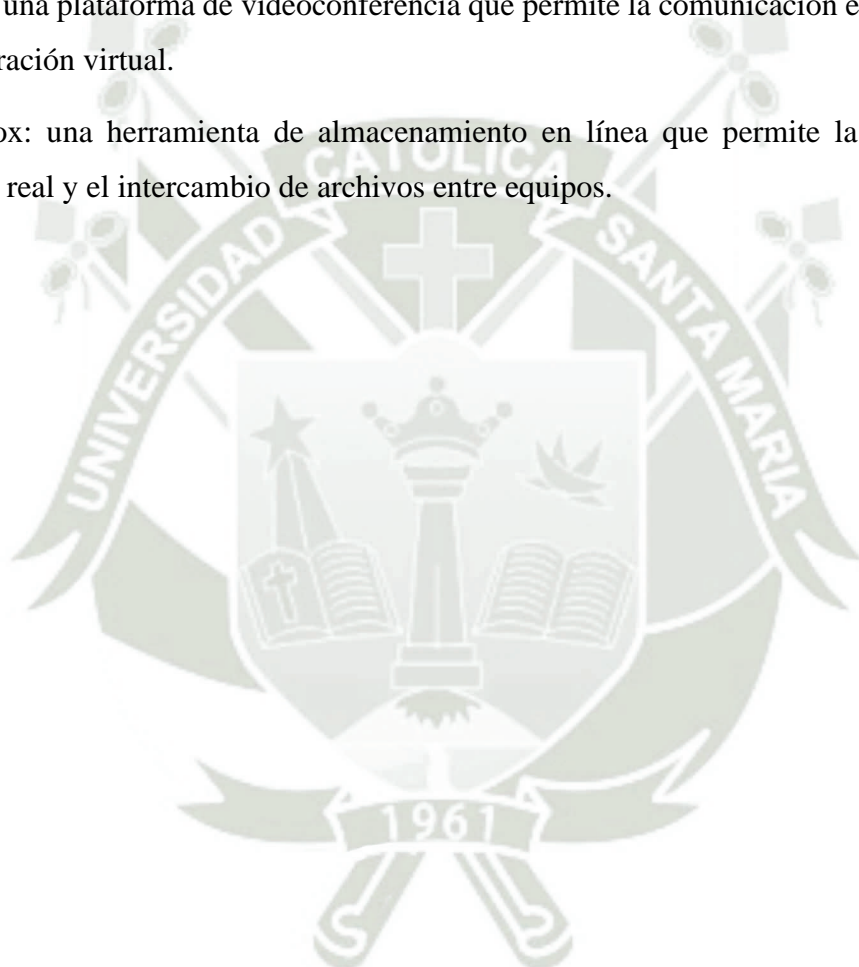 una plataforma de videoconferencia que permite la comunicación e
ración virtual.
ox: una herramienta de almacenamiento en línea que permite la
real y el intercambio de archivos entre equipos.
UNIVERSIDAD CATOLICA SANTA MARIA
1961